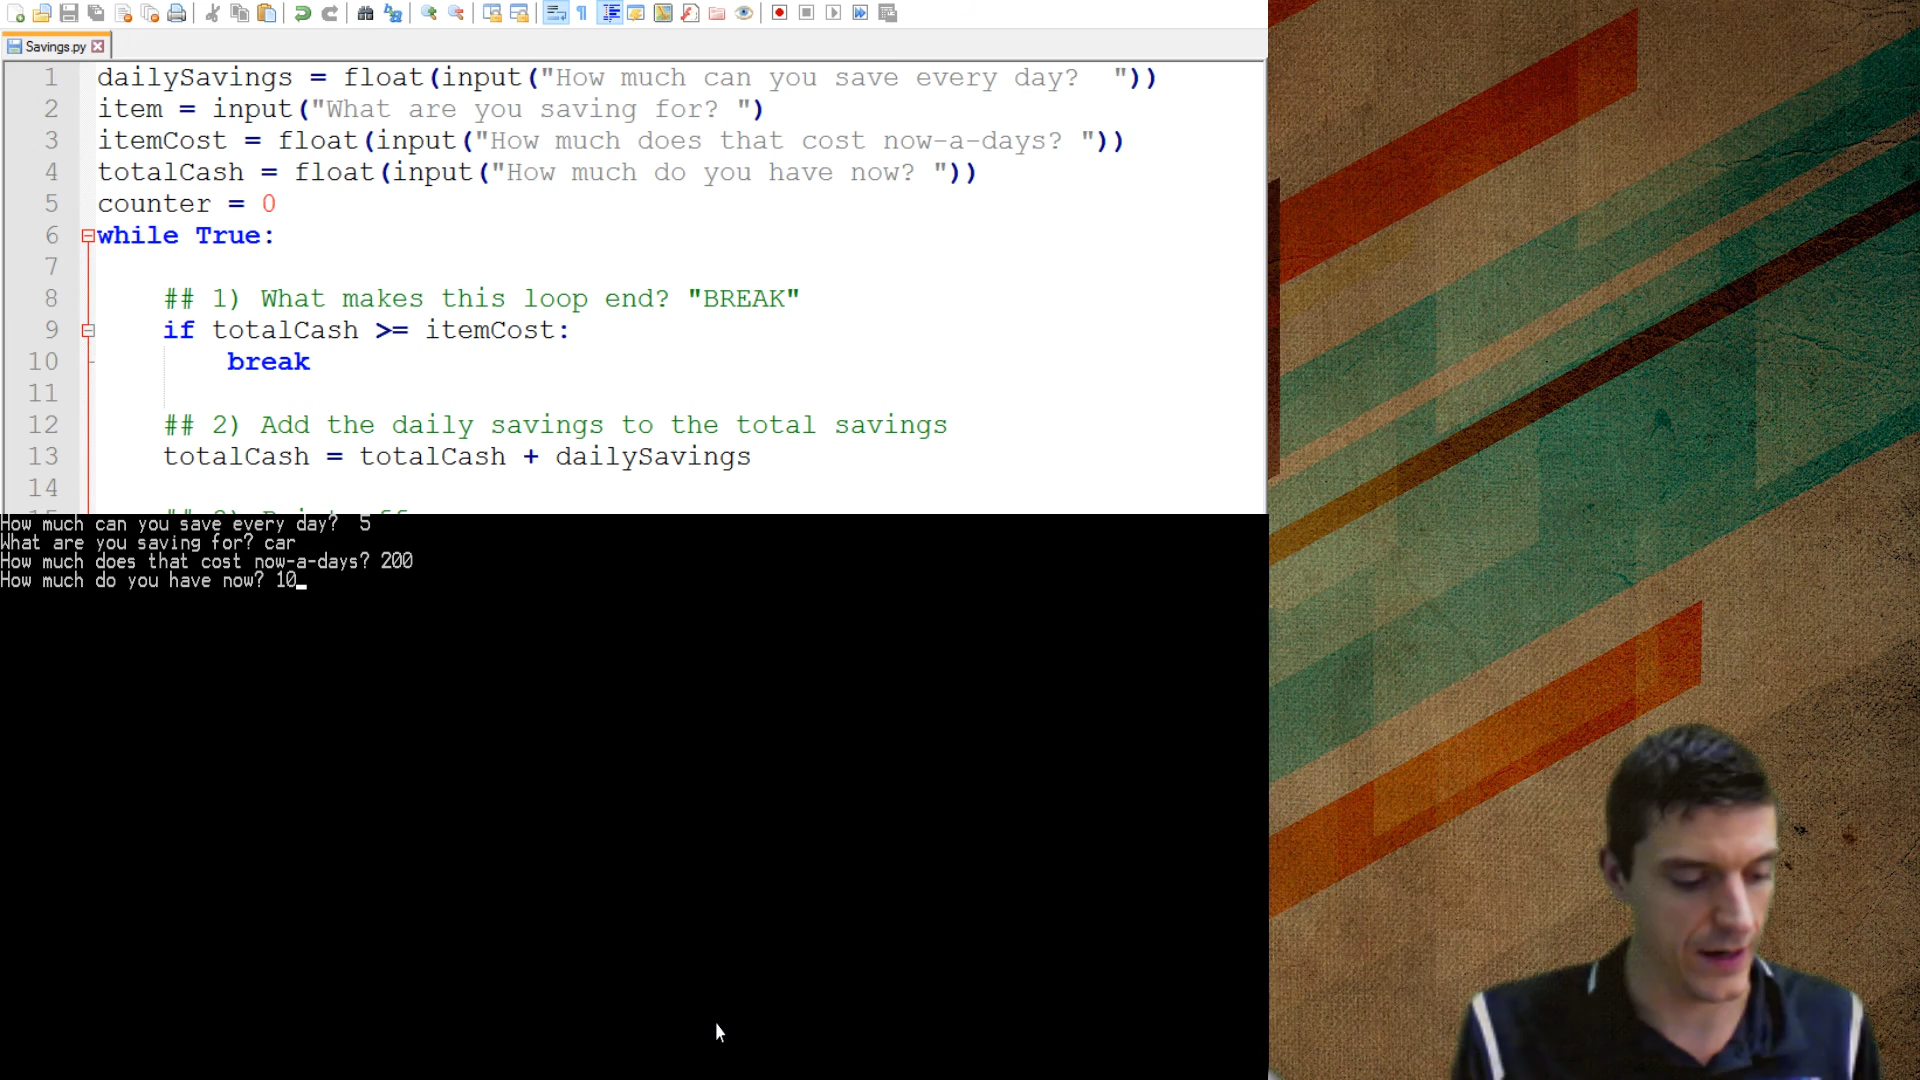 Savings.py
1 dailySavings = float(input("How much can you save every day?  "))
2 item = input("What are you saving for? ")
3 itemCost = float(input("How much does that cost now-a-days? "))
4 totalCash = float(input("How much do you have now? "))
5 counter = 0
6 while True:
7
8 ## 1) What makes this loop end? "BREAK"
9 if totalCash >= itemCost:
10 break
11
12 ## 2) Add the daily savings to the total savings
13 totalCash = totalCash + dailySavings
14
How much can you save every day?  5
What are you saving for? car
How much does that cost now-a-days? 200
How much do you have now? 10